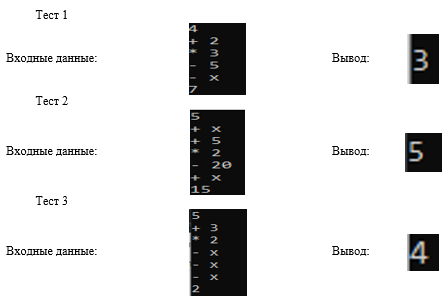 Тест 1
4
+ 2
* 3
- 5
- x
7
Входные данные:
Вывод:
3
Тест 2
5
+ x
+ 5
* 2
- 20
+ x
15
Входные данные:
Вывод:
5
Тест 3
5
+ 3
* 2
- x
- x
- x
2
Входные данные:
Вывод:
4